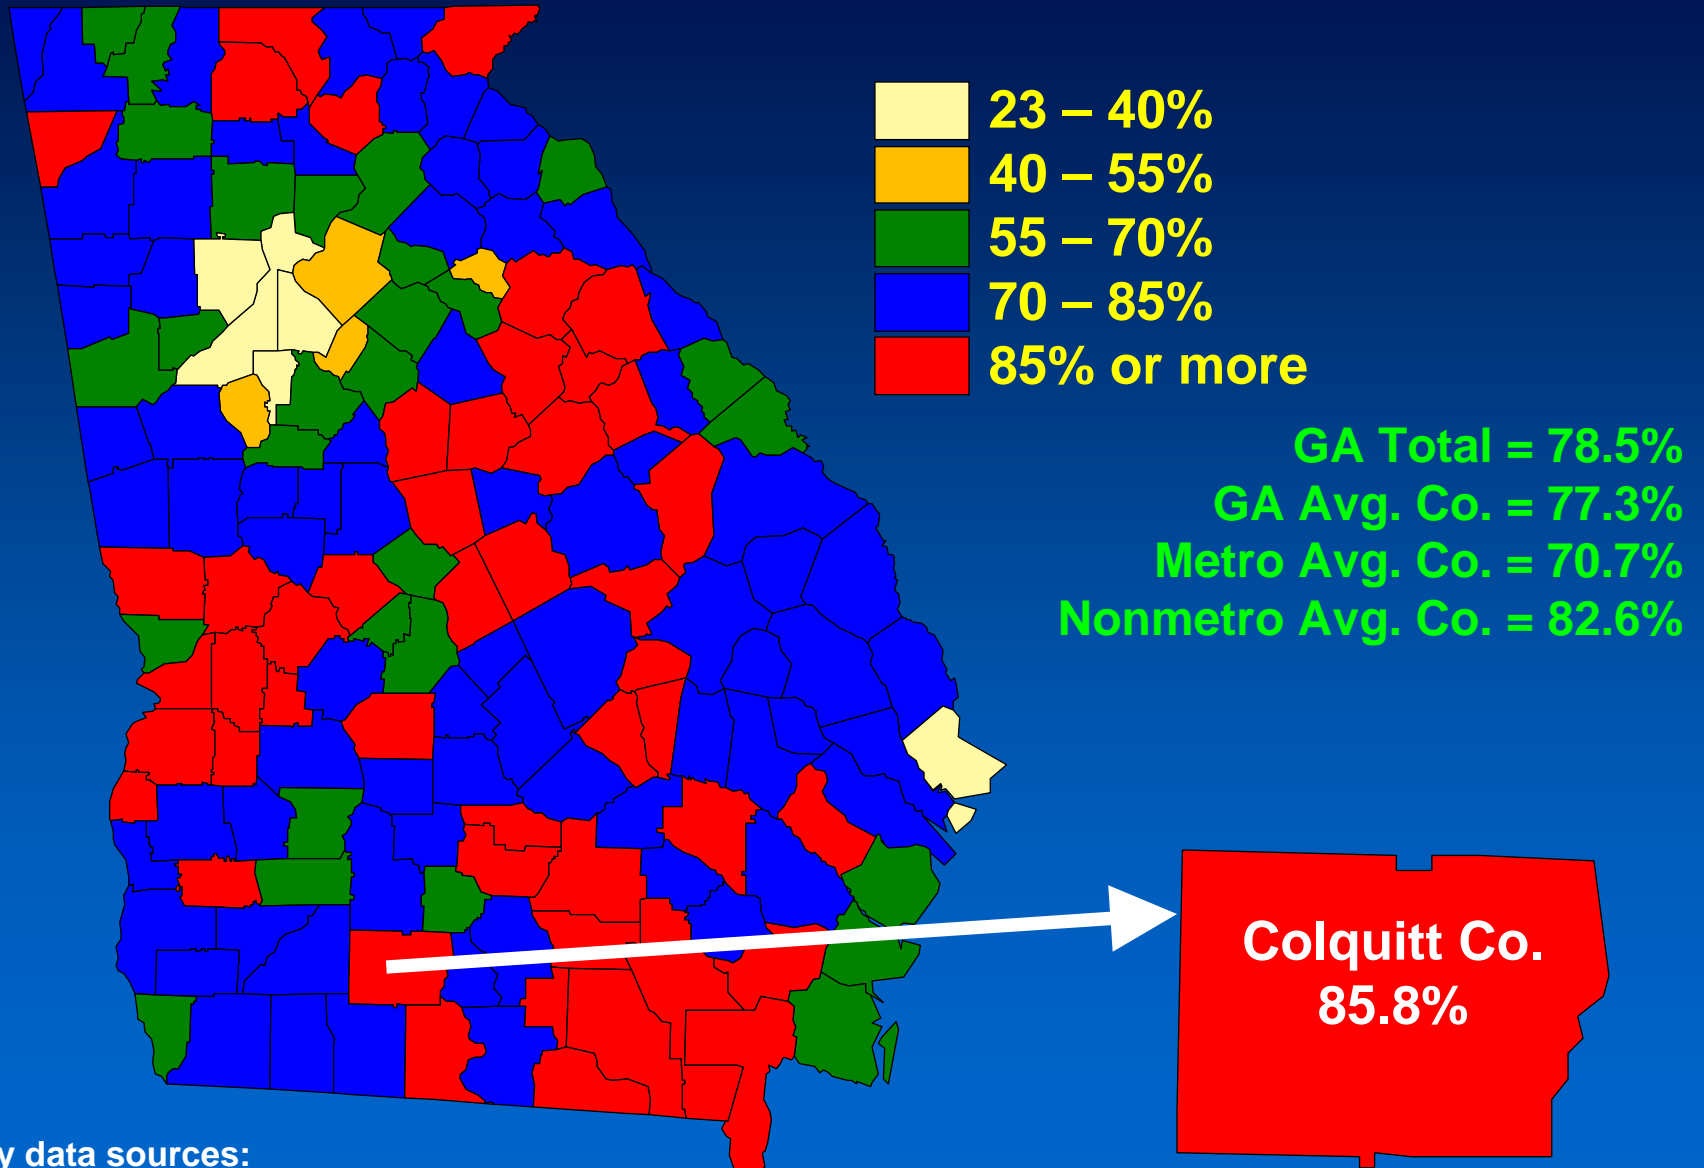 23 – 40%
40 – 55%
55 – 70%
70 – 85%
85% or more
GA Total = 78.5%
GA Avg. Co. = 77.3%
Metro Avg. Co. = 70.7%
Nonmetro Avg. Co. = 82.6%
Colquitt Co.
85.8%
data sources: